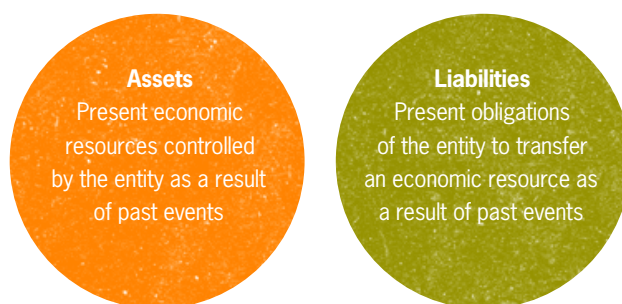 Assets
Present economic
resources controlled
by the entity as a result
of past events
Liabilities
Present obligations
of the entity to transfer
an economic resource as
a result of past events